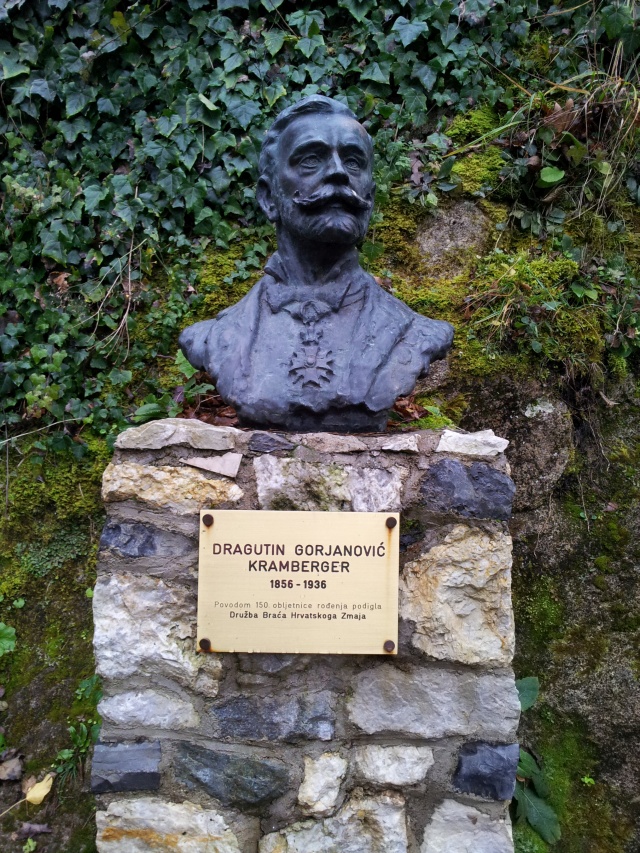 DRAGUTIN GORJANOVIĆ
KRAMBERGER
1856 - 1936
Povodom 150. obljetnice rođenja podigla
Družba Braća Hrvatskoga Zmaja